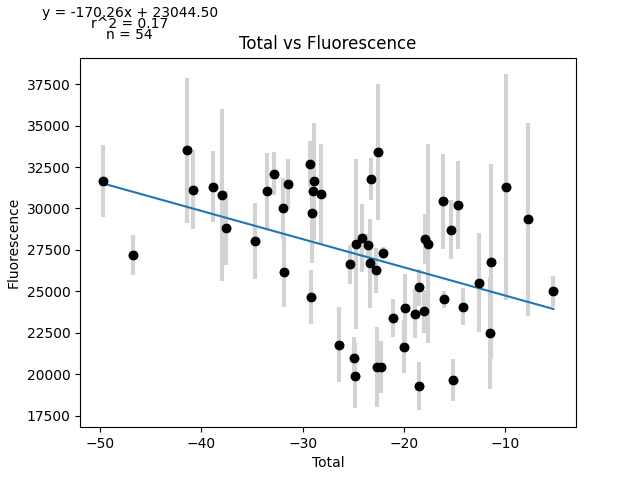 y = -170.26x + 23044.50
r^2 = 0.17
n = 54
Total vs Fluorescence
37500
35000
32500
30000
27500
25000
22500
20000
17500
Fluorescence
−50
−40
−30
−20
−10
Total